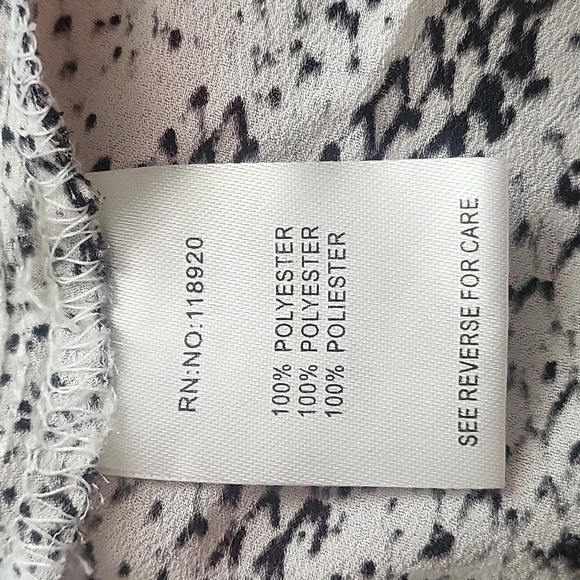 RN:NO:118920
100% POLYESTER
100% POLYESTER
100% POLIESTER
SEE REVERSE FOR CARE